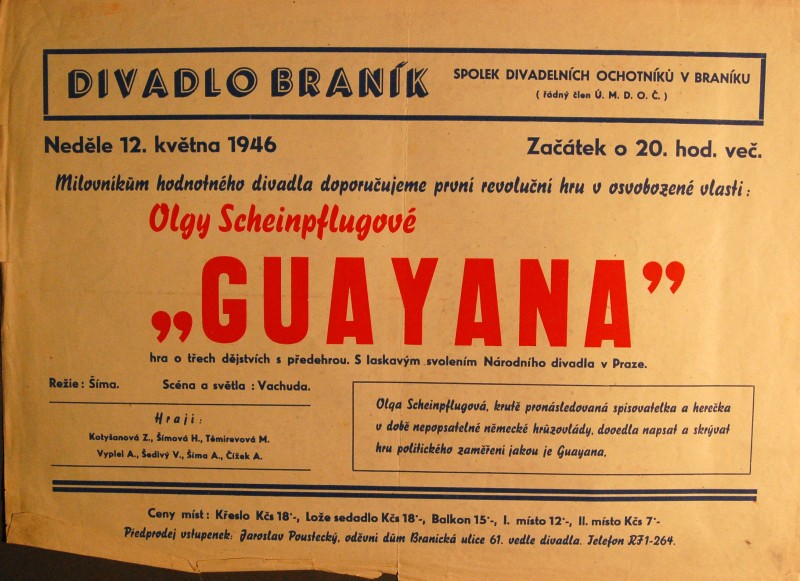 DIVADLO BRANÍK
SPOLEK DIVADELNÍCH OCHOTNÍKŮ V BRANÍKU
( řádný člen Ú. M. D. O. Č. )
Neděle 12. května 1946
Začátek o 20. hod. več.
Milovníkům hodnotného divadla doporučujeme první revoluční hru v osvobozené vlasti :
Olgy Scheinpflugové
„GUAYANA”
hra o třech dějstvích s předehrou. S laskavým svolením Národního divadla v Praze.
Režie : Šíma. Scéna a světla : Vachuda.
Hrají :
Kotyšanová Z., Šímová H., Těmírevová M.
Vyplel A., Šedivý V., Šíma A., Čížek A.
Olga Scheinpflugová, krutě pronásledovaná spisovatelka a herečka
v době nepopsatelné německé hrůzovlády, dovedla napsat a skrývat
hru politického zaměření jakou je Guayana.
Ceny míst : Křeslo Kčs 18·-, Lože sedadlo Kčs 18·-, Balkon 15·-, I. místo 12·-, II. místo Kčs 7·-
Předprodej vstupenek: Jaroslav Poustecký, oděvní dům Branická ulice 61. vedle divadla. Telefon R71-264.